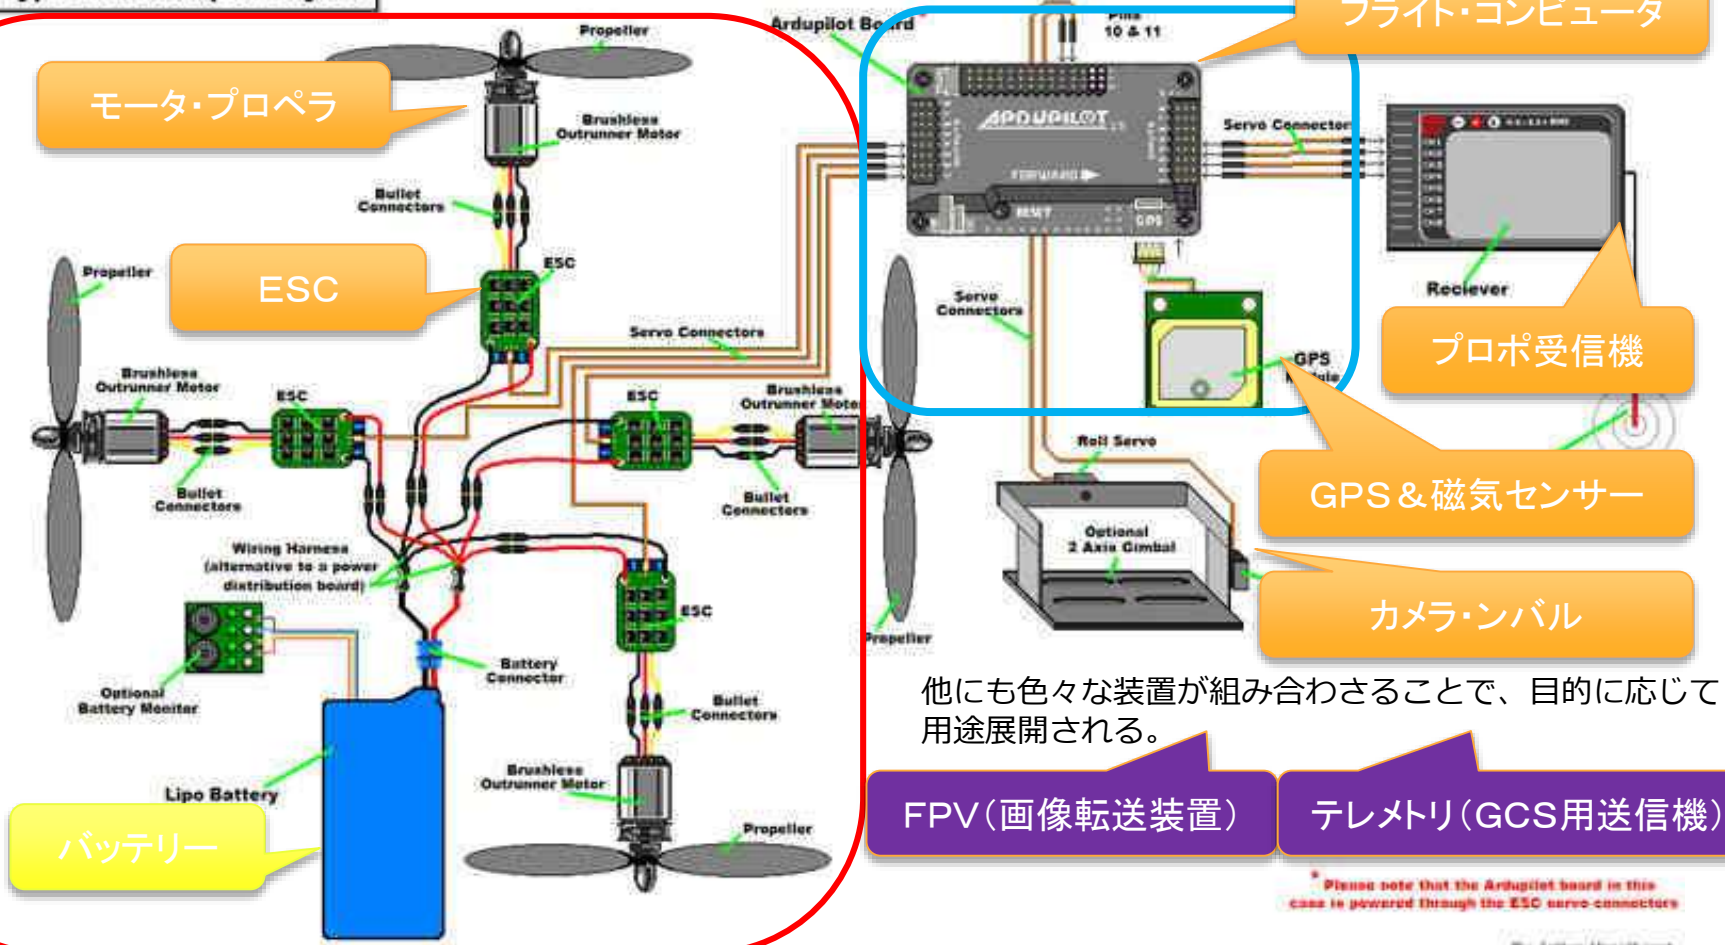 Propeller
モータ・プロペラ
Brushless
Outrunner Motor
Bullet
Connectors
ESC
ESC
Propeller
Servo Connectors
Brushless
Outrunner Motor
ESC
ESC
Brushless
Outrunner Motor
Bullet
Connectors
Bullet
Connectors
Wiring Harness
(alternative to a power
distribution board)
ESC
Propeller
Optional
Battery Monitor
Battery
Connector
Bullet
Connectors
Lipo Battery
バッテリー
Brushless
Outrunner Motor
Propeller
Ardupilot Board
Pins
10 & 11
フライト・コンピュータ
ARDUPILOT
FORWARD
RESET
GPS
Servo Connectors
Reciever
プロポ受信機
Servo
Connectors
GPS
Module
GPS&磁気センサー
Roll Servo
Optional
2 Axis Gimbal
カメラ・ンバル
他にも色々な装置が組み合わさることで、目的に応じて
用途展開される。
FPV(画像転送装置)
テレメトリ(GCS用送信機)
* Please note that the Ardupilot board in this
case is powered through the ESC servo connectors